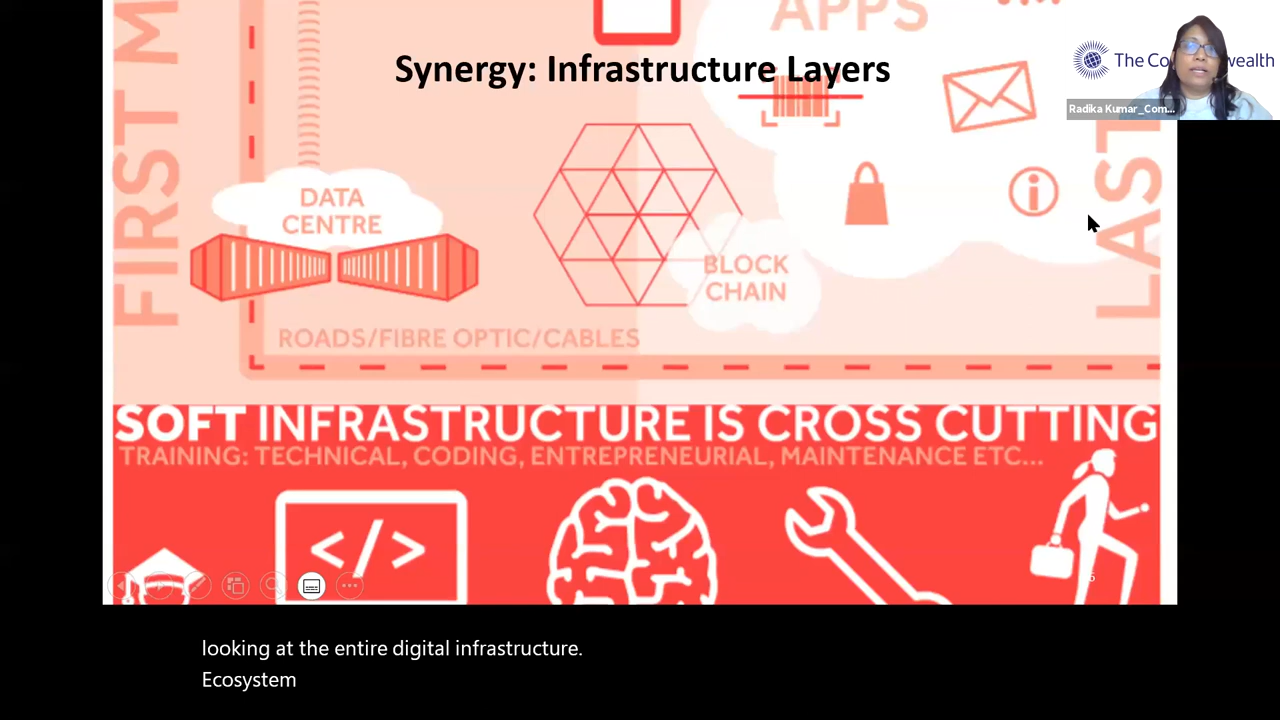 APPS
Synergy: Infrastructure Layers
The Co
wealth
Radika Kumar_Com...
FIRST M
LAST
DATA
CENTRE
BLOCK
CHAIN
ROADS/FIBRE OPTIC/CABLES
SOFT INFRASTRUCTURE IS CROSS CUTTING
TRAINING: TECHNICAL, CODING, ENTREPRENEURIAL, MAINTENANCE ETC...
</>
looking at the entire digital infrastructure.
Ecosystem